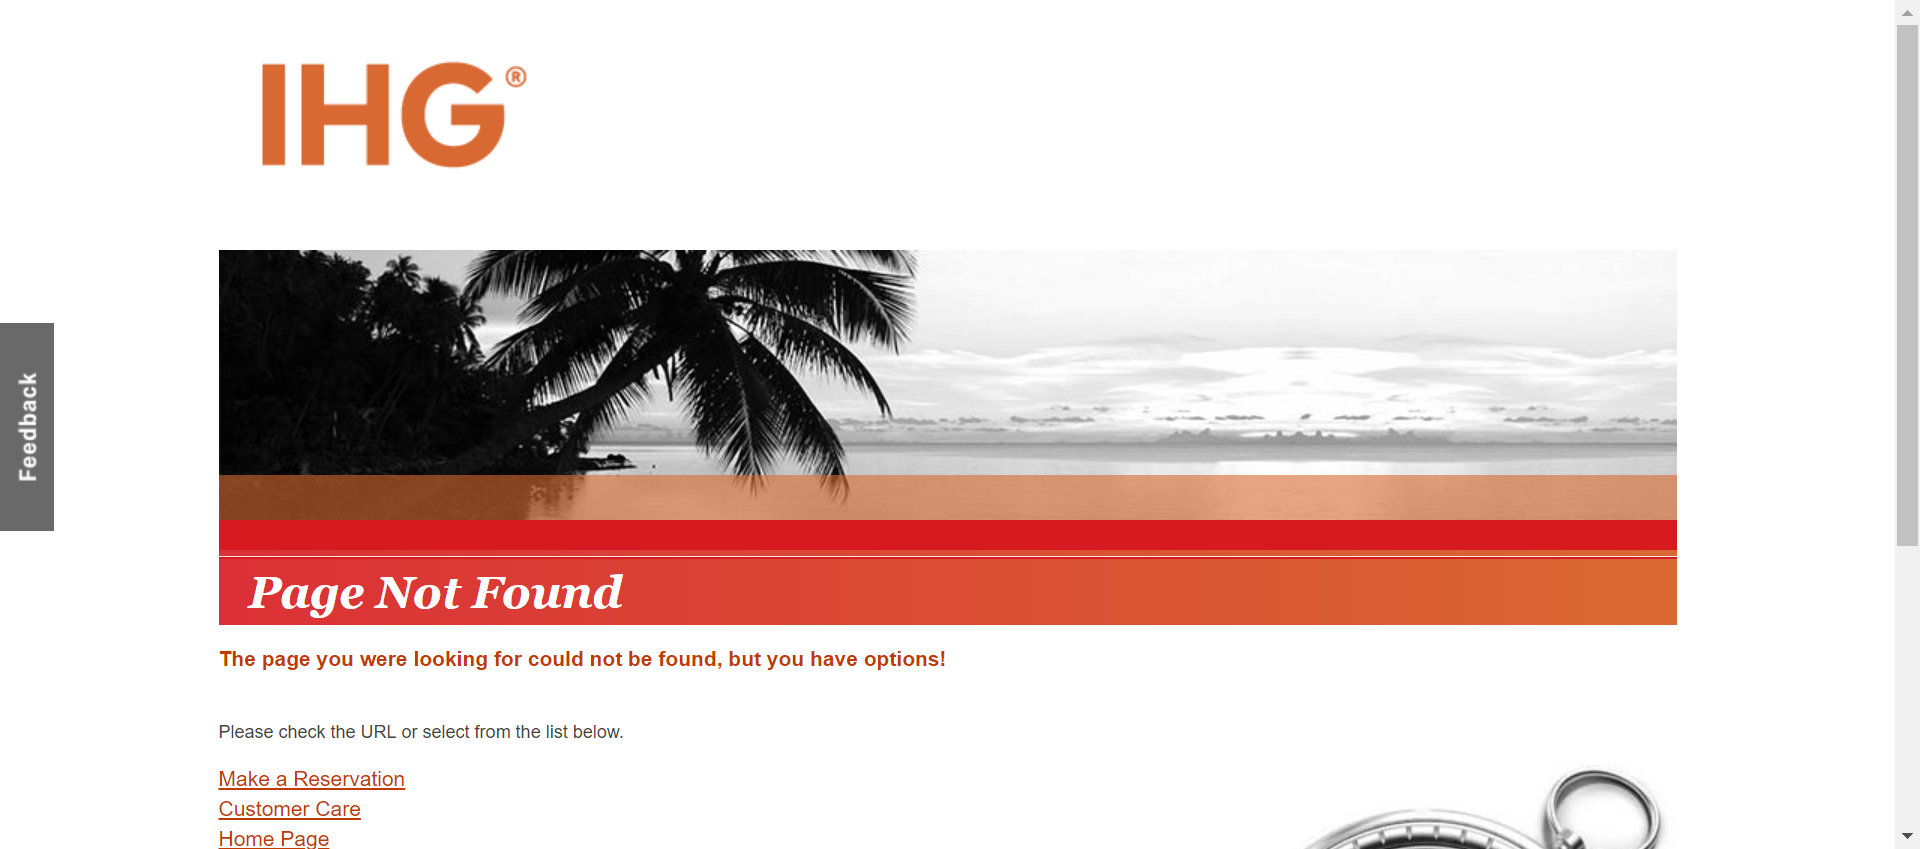 IHG®
Feedback
Page Not Found
The page you were looking for could not be found, but you have options!
Please check the URL or select from the list below.
Make a Reservation
Customer Care
Home Page